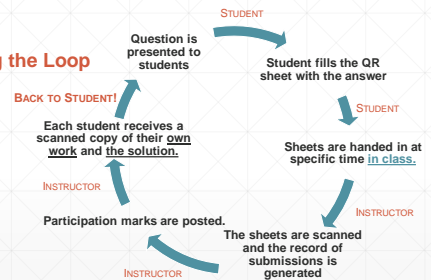 g the Loop
STUDENT
Question is
presented to
students
Student fills the QR
sheet with the answer
STUDENT
Sheets are handed in at
specific time in class.
INSTRUCTOR
The sheets are scanned
and the record of
submissions is
generated
INSTRUCTOR
Participation marks are posted.
INSTRUCTOR
Each student receives a
scanned copy of their own
work and the solution.
BACK TO STUDENT!